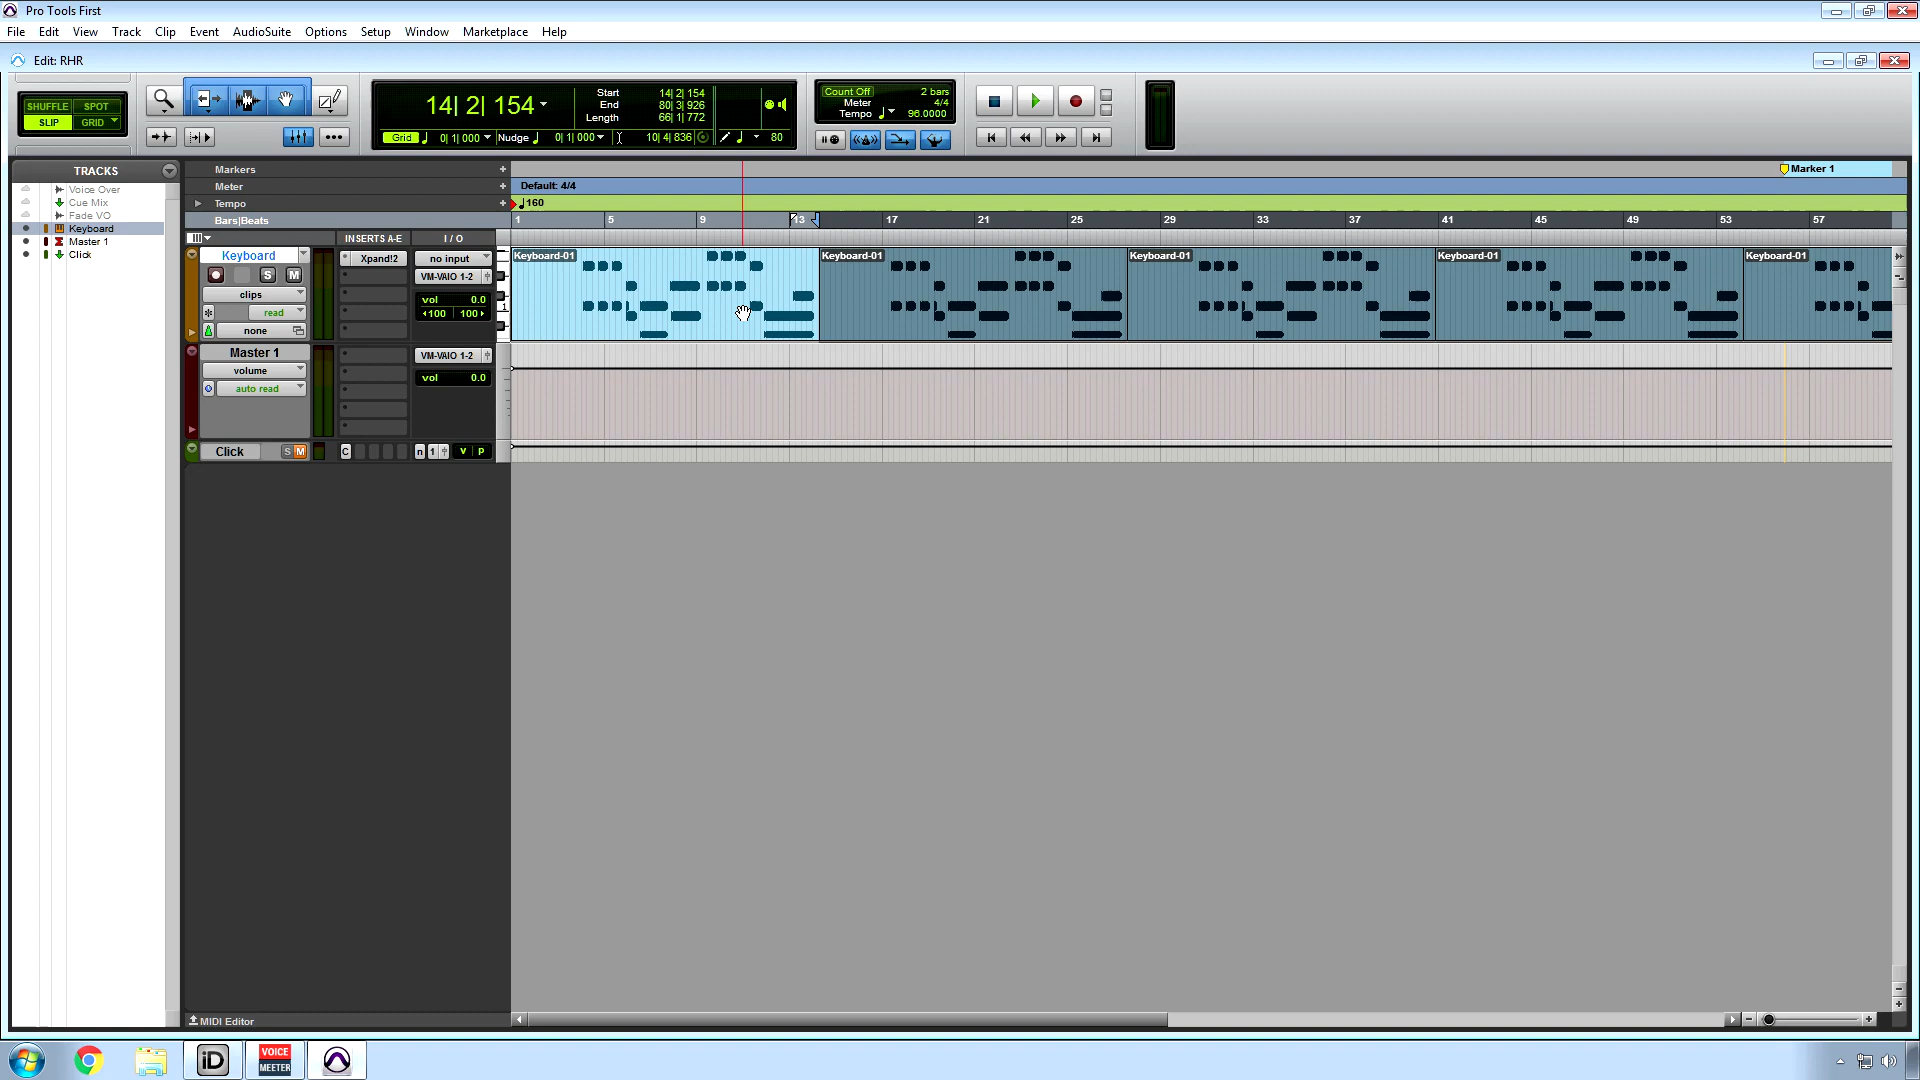 Pro Tools First
File Edit View Track Clip Event AudioSuite Options Setup Window Marketplace Help
Edit: RHR
SHUFFLE SPOT
SLIP GRID
14| 2| 154
Start 14| 2| 154
End 80| 3| 926
Length 66| 1| 772
Grid 0| 1| 000 Nudge 0| 1| 000 10| 4| 836 80
Count Off 2 bars
Meter 4/4
Tempo 96.0000
TRACKS
Voice Over
Cue Mix
Fade VO
Keyboard
Master 1
Click
Markers + Marker 1
Meter + Default: 4/4
Tempo + 160
Bars|Beats 1 5 9 13 17 21 25 29 33 37 41 45 49 53 57
INSERTS A-E I / O
Keyboard Xpand!2 no input
S M VM-VAIO 1-2
clips vol 0.0
read 100 100
none
Keyboard-01 Keyboard-01 Keyboard-01 Keyboard-01 Keyboard-01
1
Master 1 VM-VAIO 1-2
volume vol 0.0
auto read
Click S M C n 1 V P
MIDI Editor
iD
VOICE
MEETER